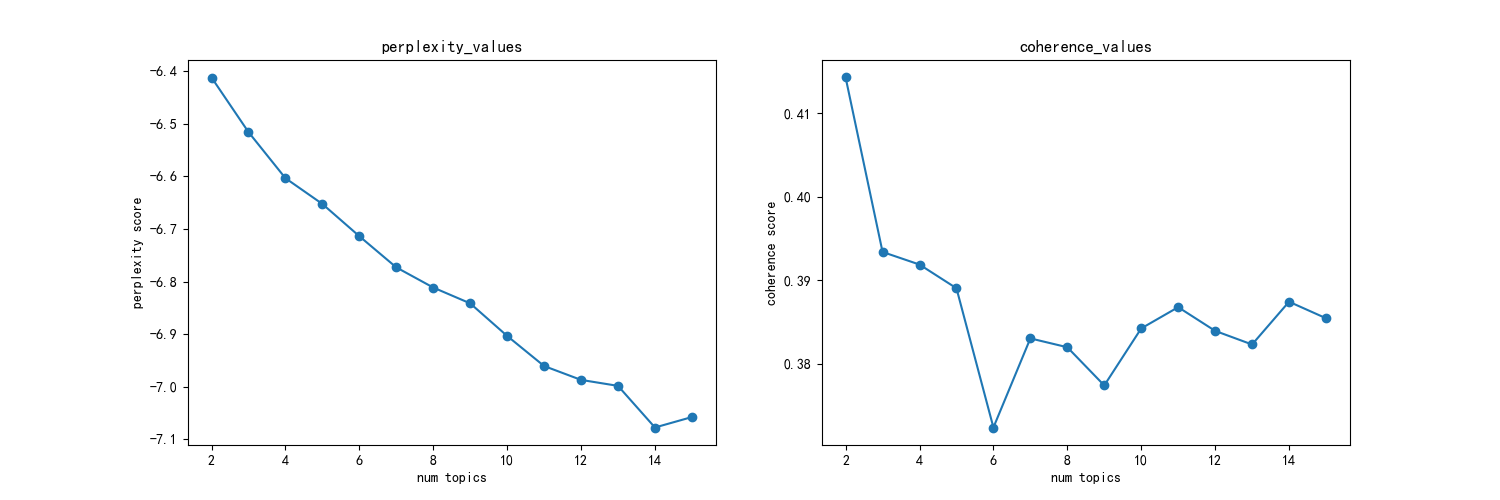 perplexity_values
-6.4
-6.5
-6.6
-6.7
-6.8
-6.9
-7.0
-7.1
perplexity score
2 4 6 8 10 12 14
num topics
coherence_values
0.41
0.40
0.39
0.38
coherence score
2 4 6 8 10 12 14
num topics